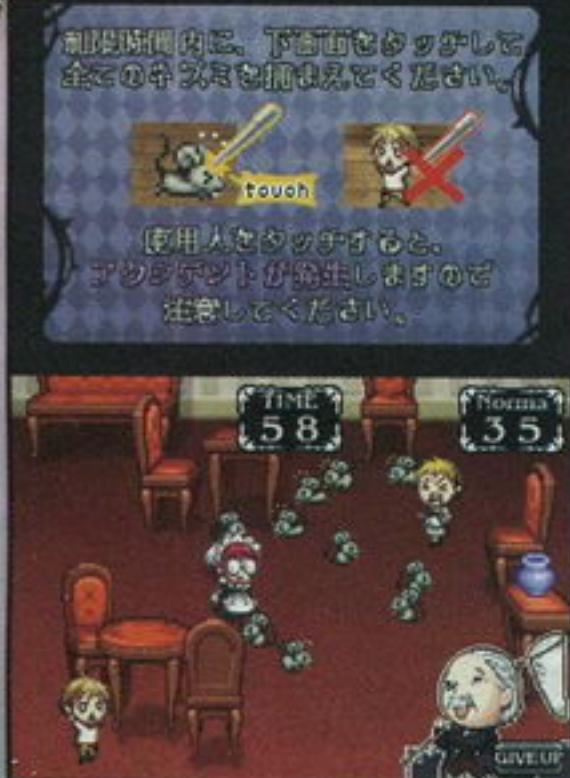 制限時間内に、下画面をタッチして
全てのネズミを捕まえてください。
touch
使用人をタッチすると、
アクシデントが発生しますので
注意してください。
TIME
58
Norma
35
GIVE UP